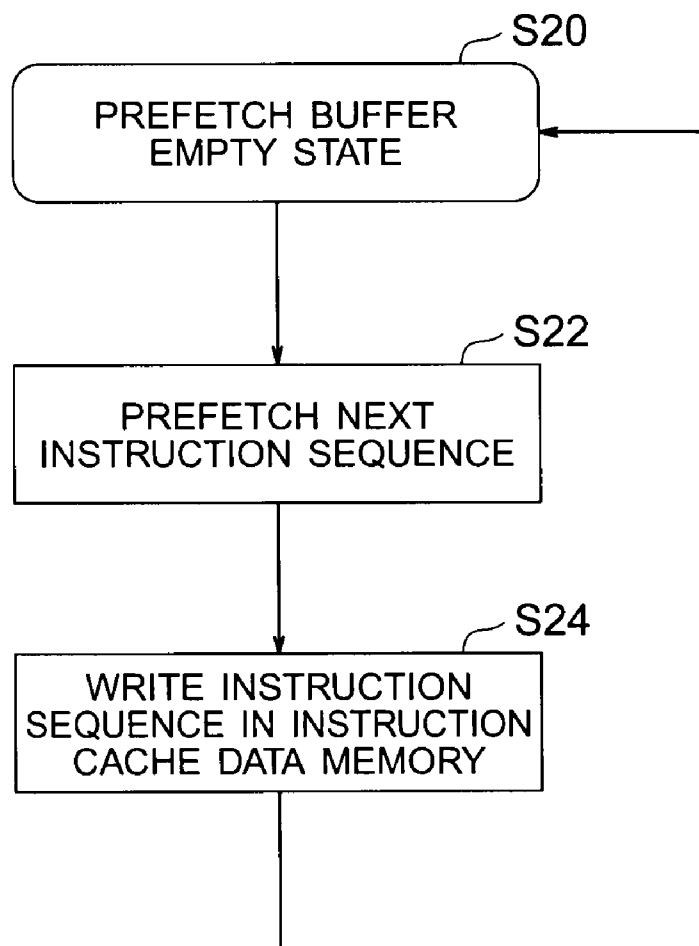 S20
PREFETCH BUFFER
EMPTY STATE
S22
PREFETCH NEXT
INSTRUCTION SEQUENCE
S24
WRITE INSTRUCTION
SEQUENCE IN INSTRUCTION
CACHE DATA MEMORY